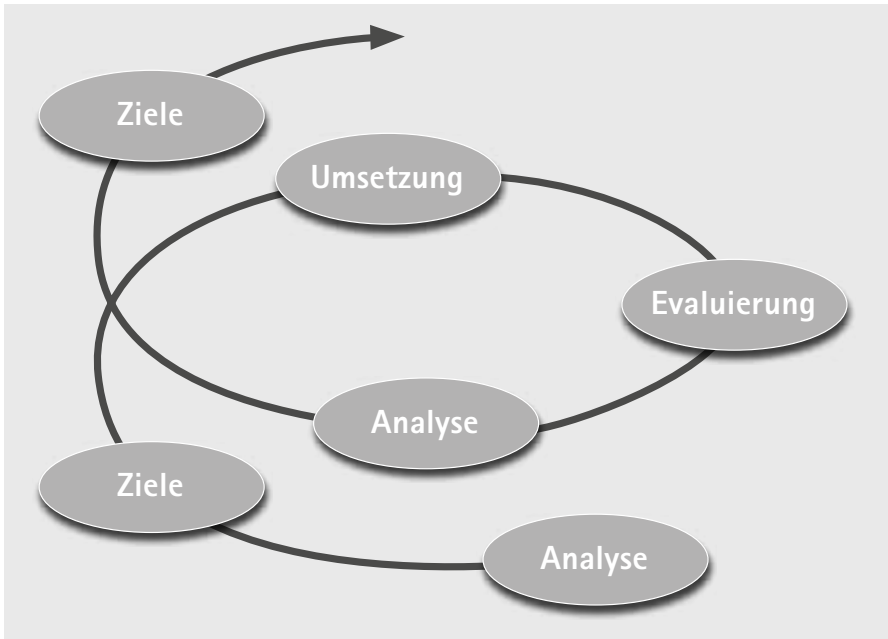 Ziele
Umsetzung
Evaluierung
Analyse
Ziele
Analyse